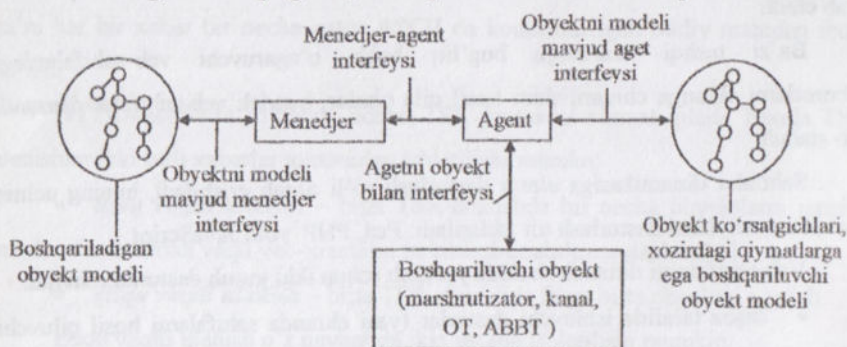 Menedjer-agent
interfeysi
Obyektni modeli
mavjud aget
interfeysi
Menedjer
Agent
Obyektni modeli
mavjud menedjer
interfeysi
Agetni obyekt
bilan interfeysi
Boshqariladigan
obyekt modeli
Boshqariluvchi obyekt
(marshrutizator, kanal,
OT, ABBT )
Obyekt ko'rsatgichlari,
xozirdagi qiymatlarga
ega boshqariluvchi
obyekt modeli